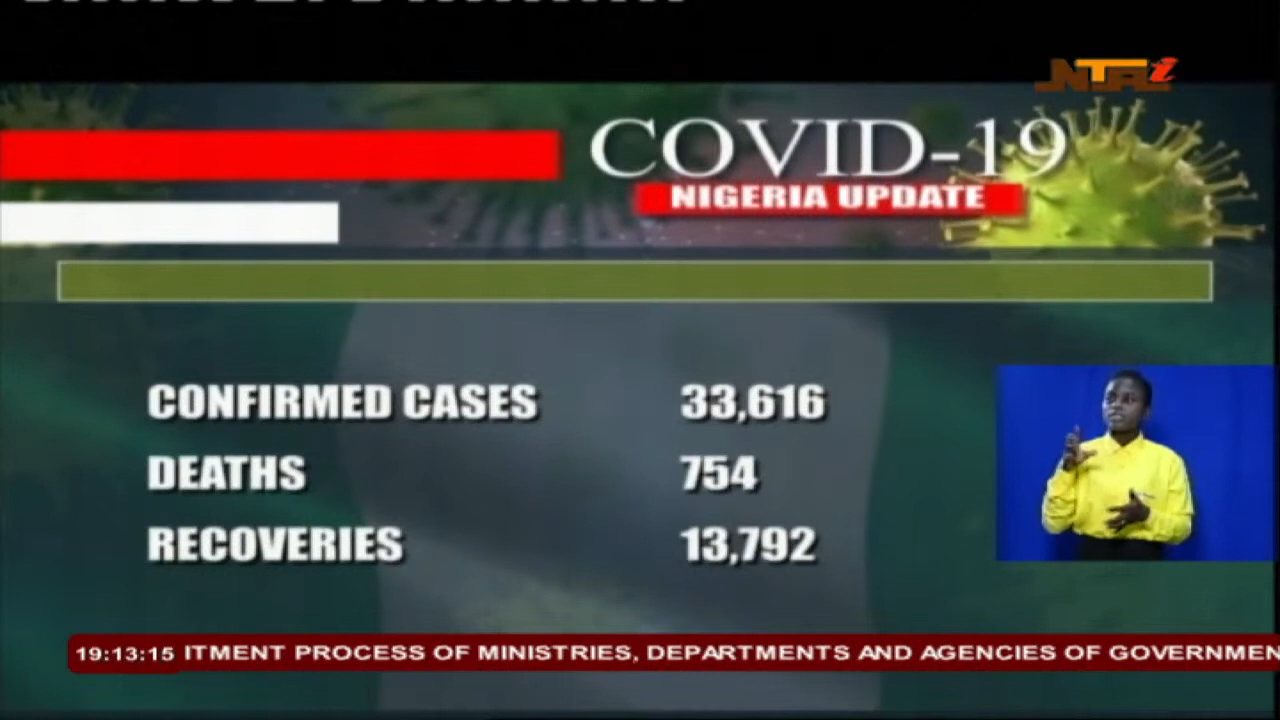 NTAi
COVID-19
NIGERIA UPDATE
CONFIRMED CASES 33,616
DEATHS 754
RECOVERIES 13,792
19:13:15 ITMENT PROCESS OF MINISTRIES, DEPARTMENTS AND AGENCIES OF GOVERNMEN